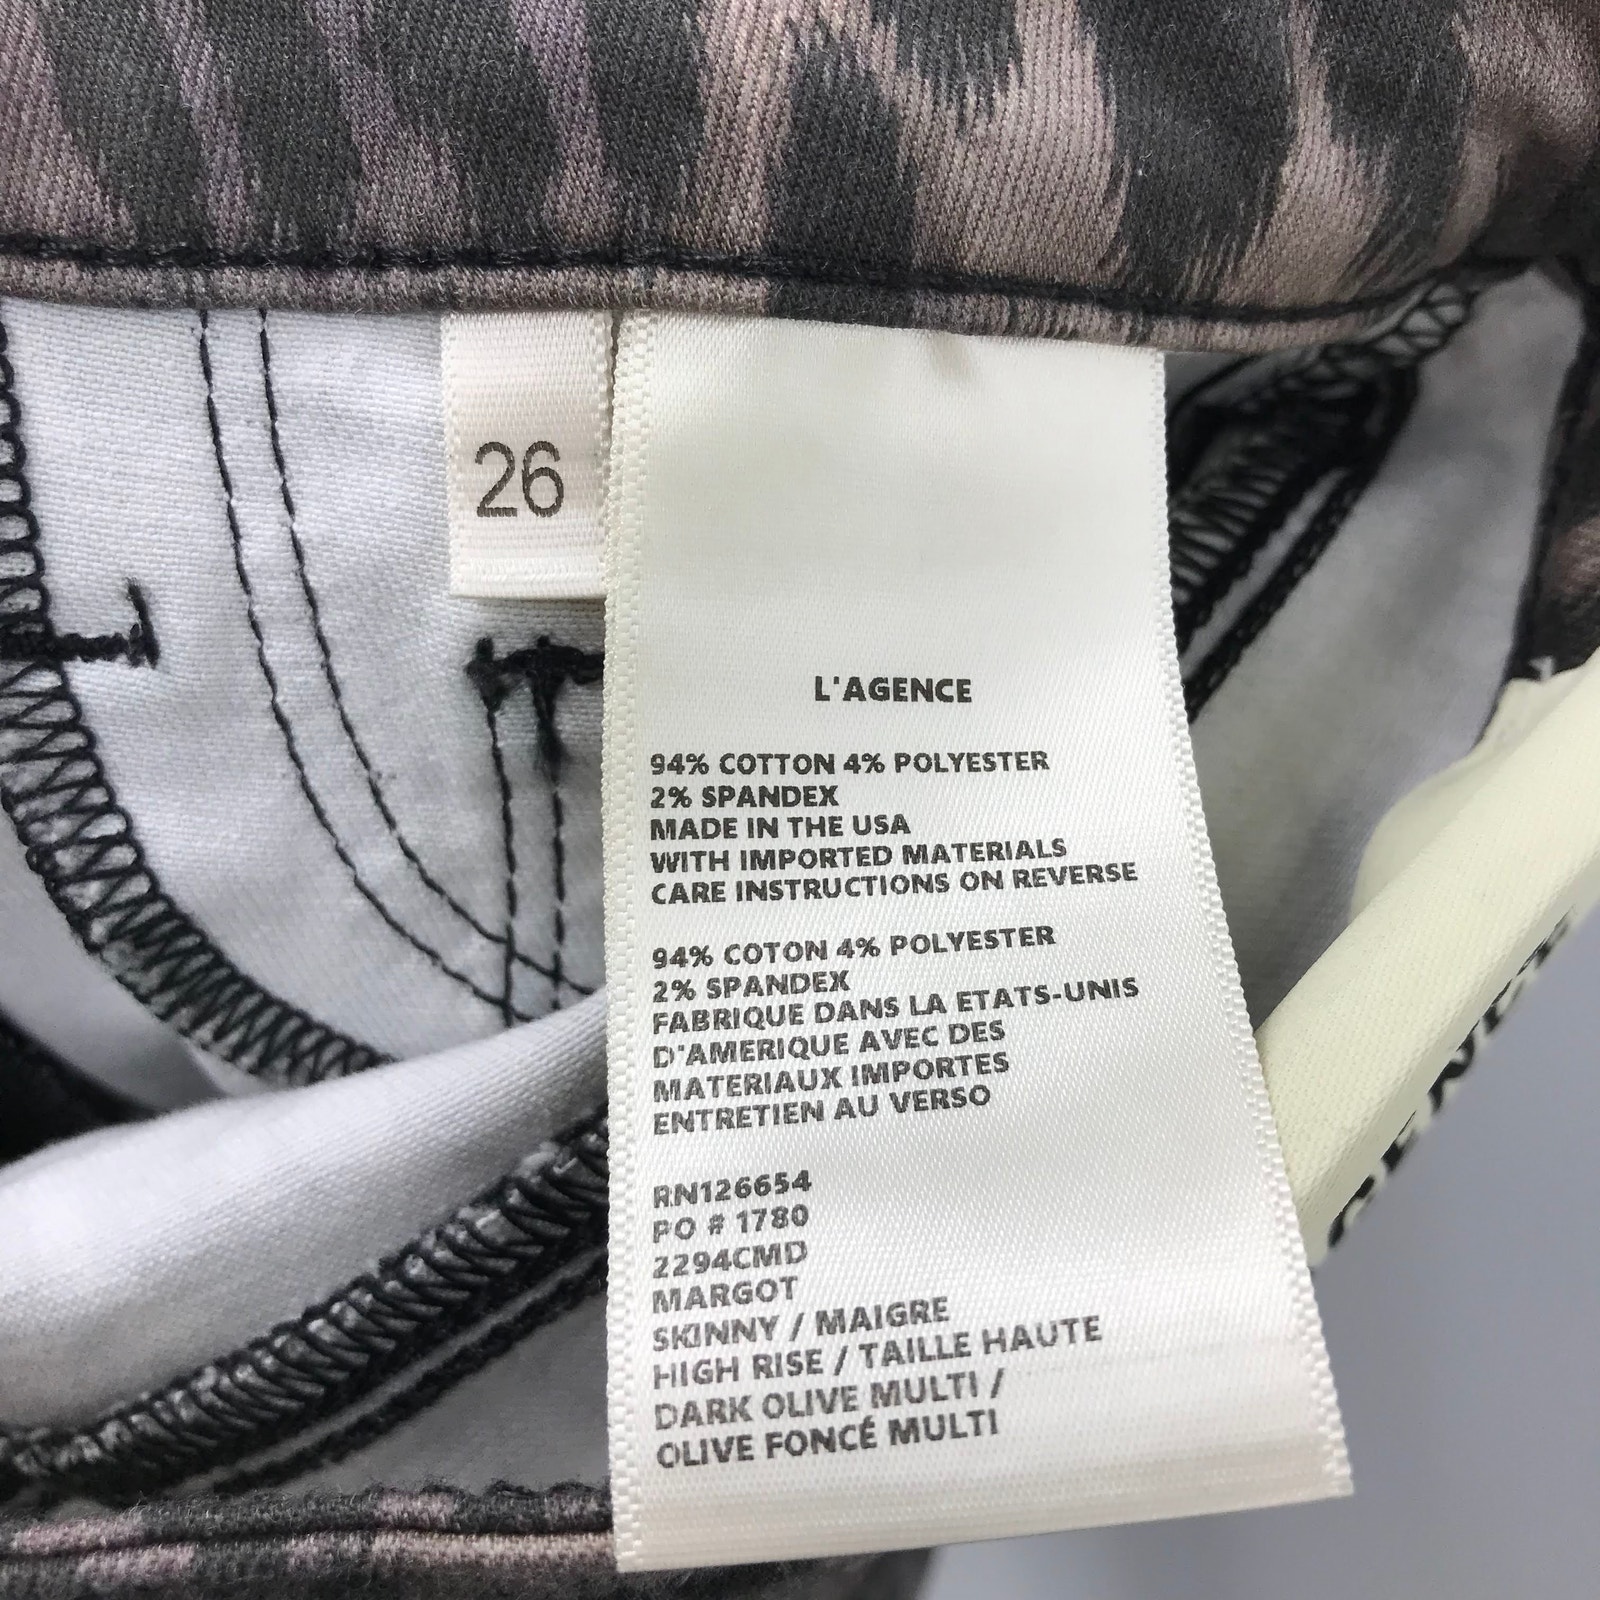 26
L'AGENCE
94% COTTON 4% POLYESTER
2% SPANDEX
MADE IN THE USA
WITH IMPORTED MATERIALS
CARE INSTRUCTIONS ON REVERSE
94% COTON 4% POLYESTER
2% SPANDEX
FABRIQUE DANS LA ETATS-UNIS
D'AMERIQUE AVEC DES
MATERIAUX IMPORTES
ENTRETIEN AU VERSO
RN126654
PO # 1780
2294CMD
MARGOT
SKINNY / MAIGRE
HIGH RISE / TAILLE HAUTE
DARK OLIVE MULTI /
OLIVE FONCÉ MULTI